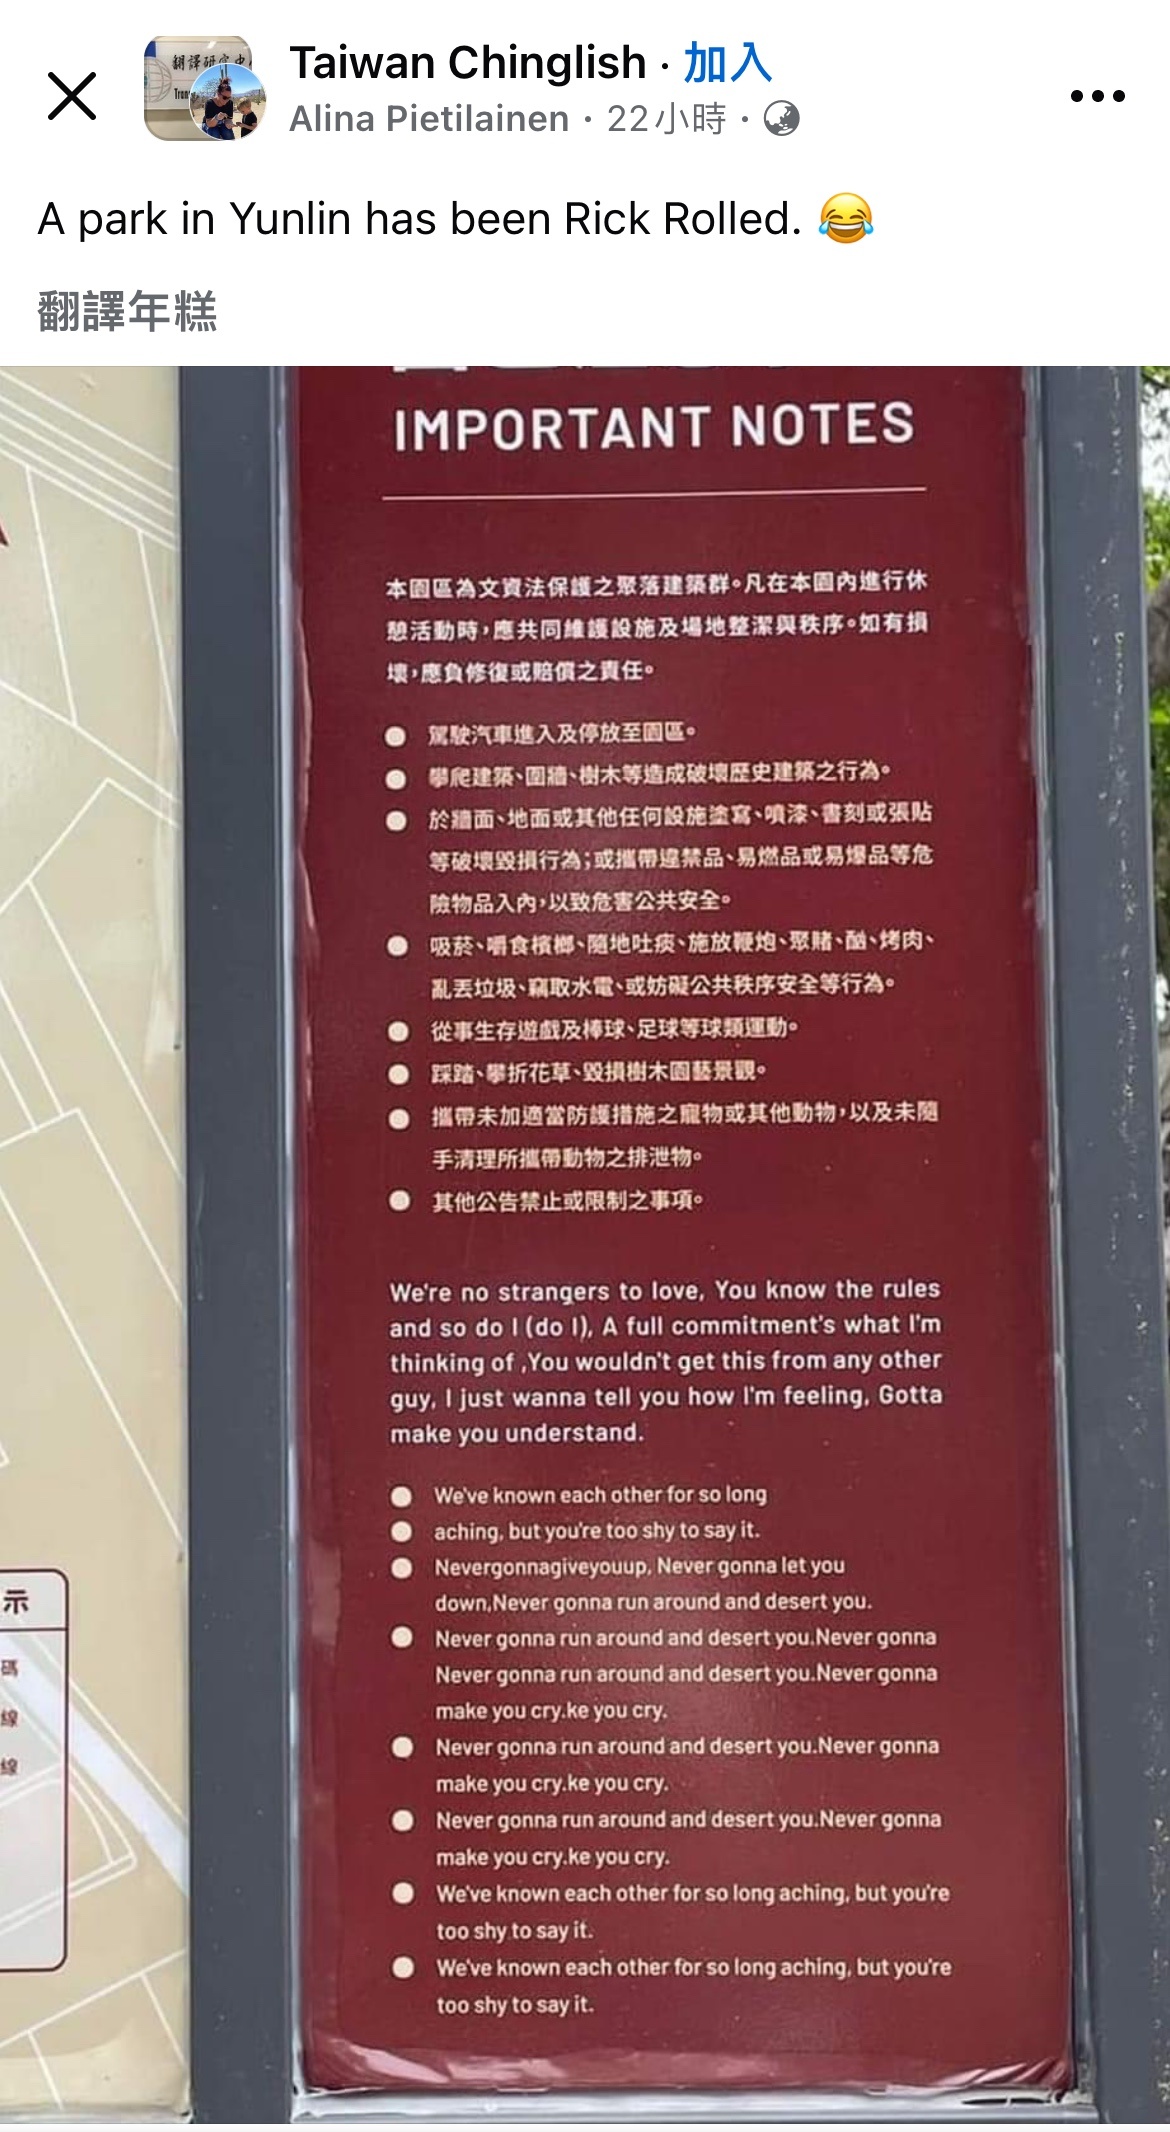 翻譯研究中
Tran
Taiwan Chinglish · 加入
Alina Pietilainen · 22小時 ·
A park in Yunlin has been Rick Rolled. 😂
翻譯年糕
IMPORTANT NOTES
本園區為文資法保護之聚落建築群。凡在本園內進行休
憩活動時,應共同維護設施及場地整潔與秩序。如有損
壞,應負修復或賠償之責任。
● 駕駛汽車進入及停放至園區。
● 攀爬建築、圍牆、樹木等造成破壞歷史建築之行為。
● 於牆面、地面或其他任何設施塗寫、噴漆、書刻或張貼
等破壞毀損行為;或攜帶違禁品、易燃品或易爆品等危
險物品入內,以致危害公共安全。
● 吸菸、嚼食檳榔、隨地吐痰、施放鞭炮、聚賭、酗、烤肉、
亂丟垃圾、竊取水電、或妨礙公共秩序安全等行為。
● 從事生存遊戲及棒球、足球等球類運動。
● 踩踏、攀折花草、毀損樹木園藝景觀。
● 攜帶未加適當防護措施之寵物或其他動物,以及未隨
手清理所攜帶動物之排泄物。
● 其他公告禁止或限制之事項。
We're no strangers to love, You know the rules
and so do I (do I), A full commitment's what I'm
thinking of ,You wouldn't get this from any other
guy, I just wanna tell you how I'm feeling, Gotta
make you understand.
● We've known each other for so long
● aching, but you're too shy to say it.
● Nevergonnagiveyouup, Never gonna let you
down,Never gonna run around and desert you.
● Never gonna run around and desert you.Never gonna
Never gonna run around and desert you.Never gonna
make you cry.ke you cry.
● Never gonna run around and desert you.Never gonna
make you cry.ke you cry.
● Never gonna run around and desert you.Never gonna
make you cry.ke you cry.
● We've known each other for so long aching, but you're
too shy to say it.
● We've known each other for so long aching, but you're
too shy to say it.
示
碼
線
線